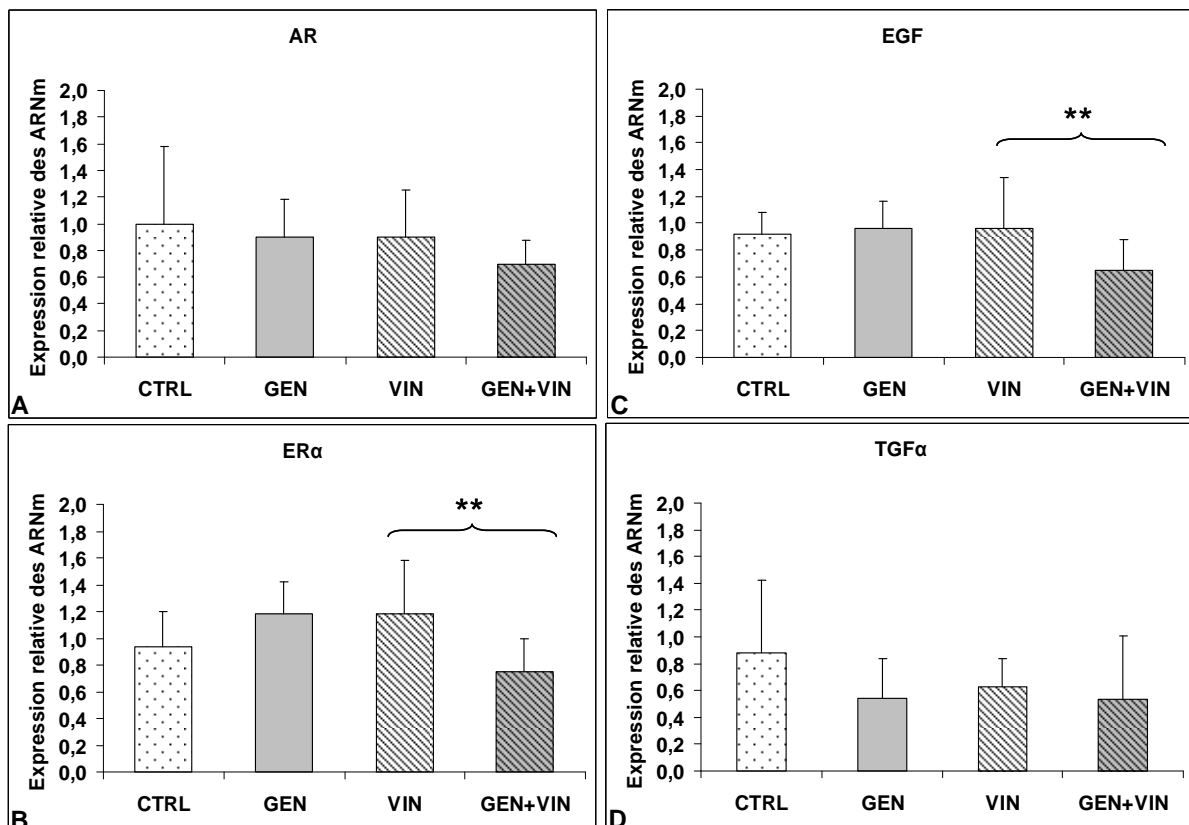 AR
Expression relative des ARNm
2,0
1,8
1,6
1,4
1,2
1,0
0,8
0,6
0,4
0,2
0,0
CTRL GEN VIN GEN+VIN
A
EGF
Expression relative des ARNm
2,0
1,8
1,6
1,4
1,2
1,0
0,8
0,6
0,4
0,2
0,0
**
CTRL GEN VIN GEN+VIN
C
ERα
Expression relative des ARNm
2,0
1,8
1,6
1,4
1,2
1,0
0,8
0,6
0,4
0,2
0,0
**
CTRL GEN VIN GEN+VIN
B
TGFα
Expression relative des ARNm
2,0
1,8
1,6
1,4
1,2
1,0
0,8
0,6
0,4
0,2
0,0
CTRL GEN VIN GEN+VIN
D